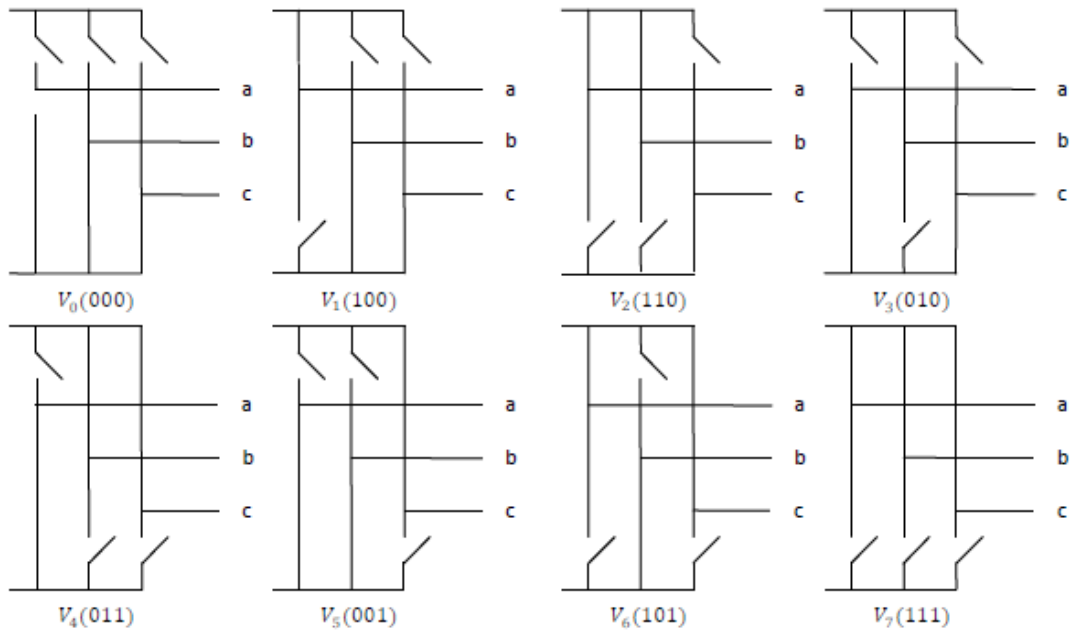 a
b
c
V₀(000)
a
b
c
V₁(100)
a
b
c
V₂(110)
a
b
c
V₃(010)
a
b
c
V₄(011)
a
b
c
V₅(001)
a
b
c
V₆(101)
a
b
c
V₇(111)